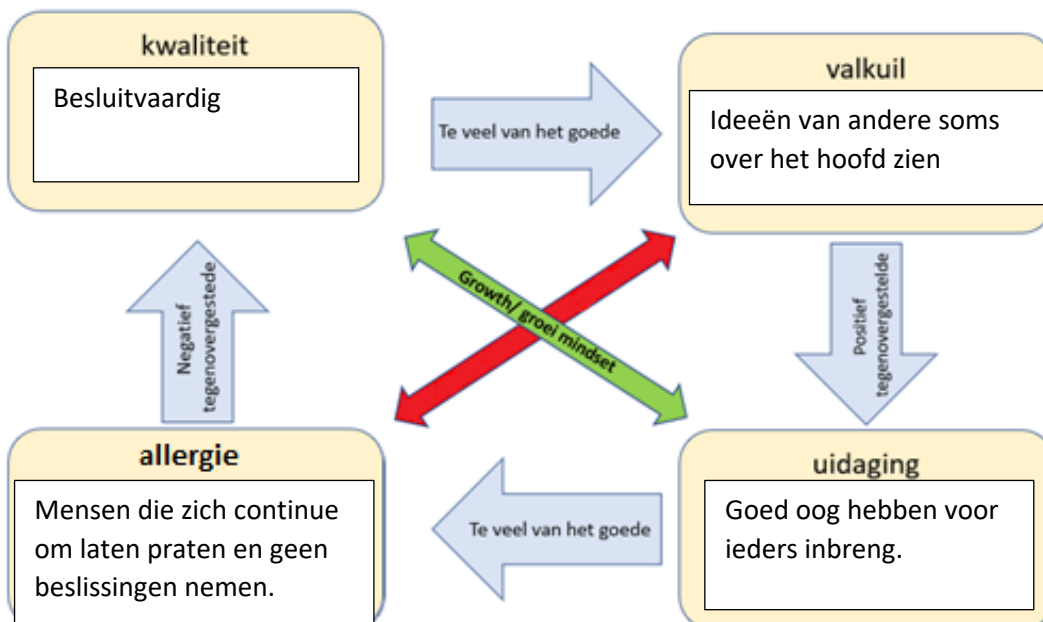 kwaliteit
Besluitvaardig
Te veel van het goede
valkuil
Ideeën van andere soms
over het hoofd zien
Negatief
tegenovergestede
Growth/ groei mindset
Positief
tegenovergestelde
allergie
Mensen die zich continue
om laten praten en geen
beslissingen nemen.
Te veel van het goede
uidaging
Goed oog hebben voor
ieders inbreng.